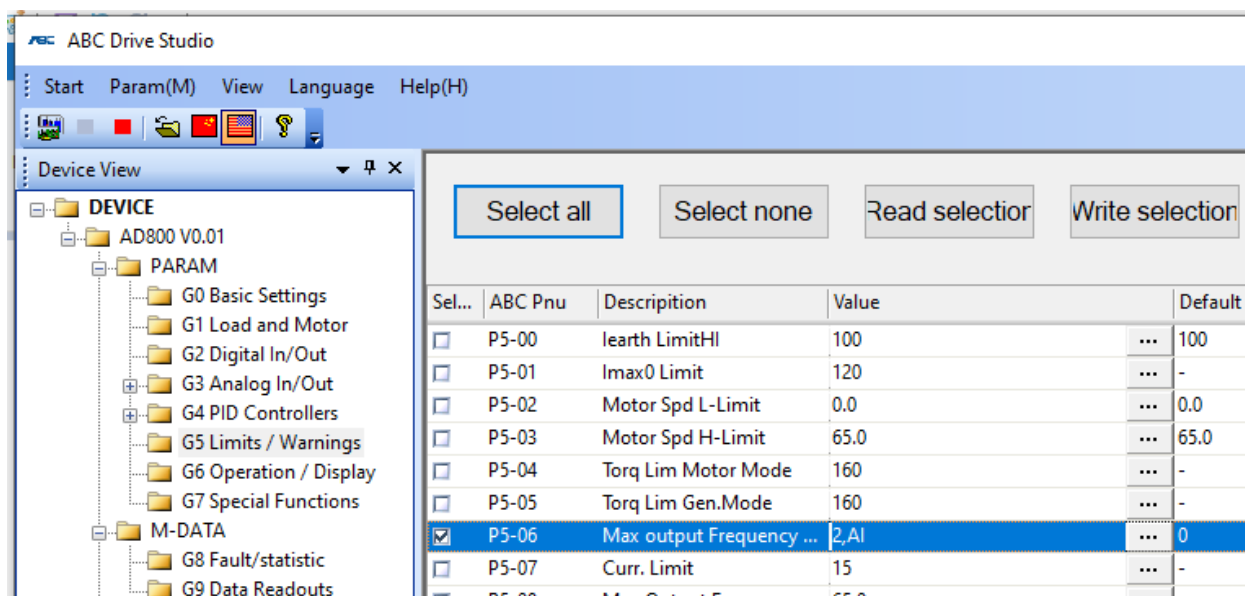 ABC ABC Drive Studio
Start Param(M) View Language Help(H)
Device View
DEVICE
AD800 V0.01
PARAM
G0 Basic Settings
G1 Load and Motor
G2 Digital In/Out
G3 Analog In/Out
G4 PID Controllers
G5 Limits / Warnings
G6 Operation / Display
G7 Special Functions
M-DATA
G8 Fault/statistic
G9 Data Readouts
Select all Select none Read selection Write selection
Sel... ABC Pnu Descripition Value Default
P5-00 Iearth LimitHI 100 ... 100
P5-01 Imax0 Limit 120 ... -
P5-02 Motor Spd L-Limit 0.0 ... 0.0
P5-03 Motor Spd H-Limit 65.0 ... 65.0
P5-04 Torq Lim Motor Mode 160 ... -
P5-05 Torq Lim Gen.Mode 160 ... -
P5-06 Max output Frequency ... 2,AI ... 0
P5-07 Curr. Limit 15 ... -